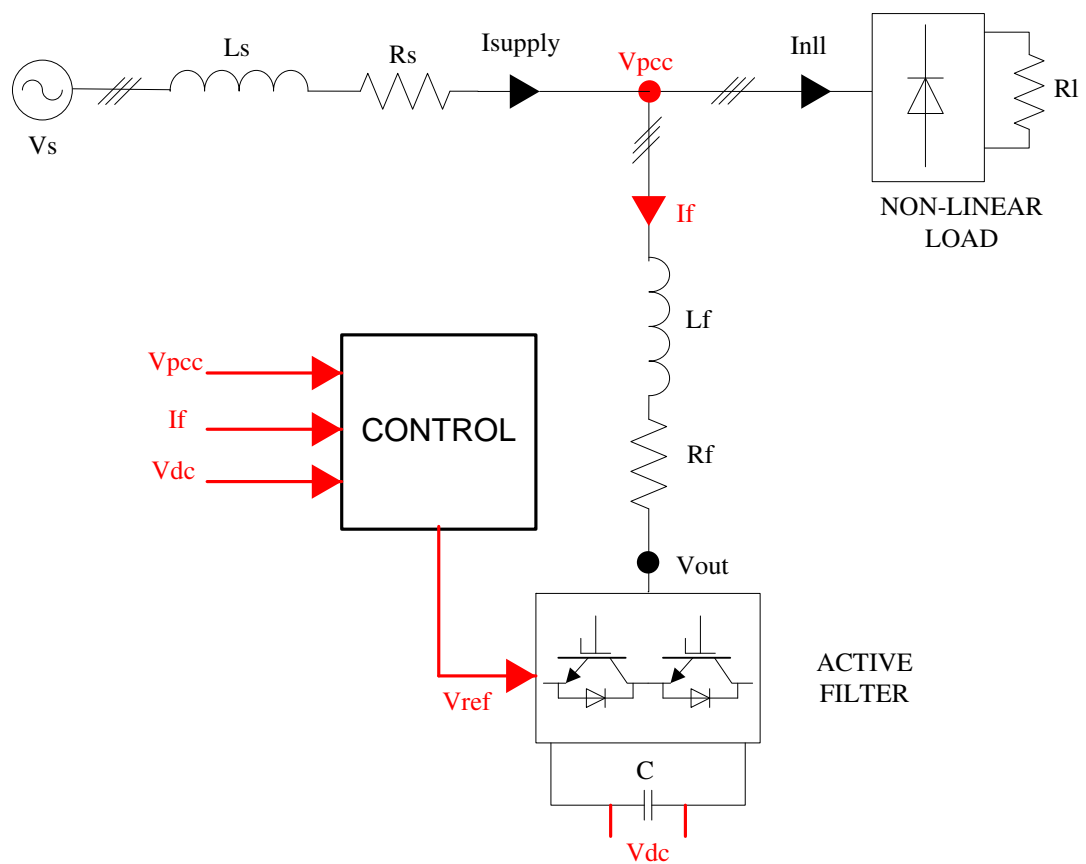 Ls
Rs
Isupply
Vpcc
Inll
Rl
Vs
NON-LINEAR
LOAD
If
Lf
Vpcc
If
Vdc
CONTROL
Rf
Vout
Vref
ACTIVE
FILTER
C
Vdc